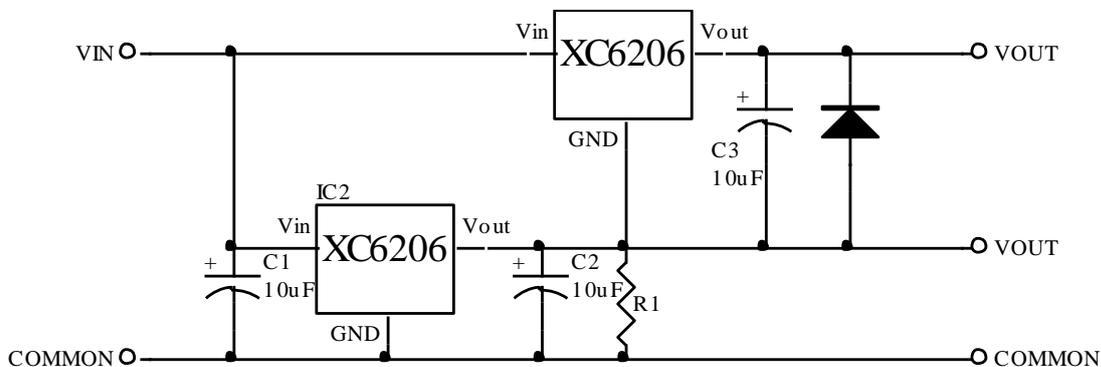 Vin
Vout
VIN
XC6206
VOUT
+
GND
C3
10uF
IC2
Vin
Vout
XC6206
VOUT
+
C1
10uF
+
C2
10uF
R1
GND
COMMON
COMMON